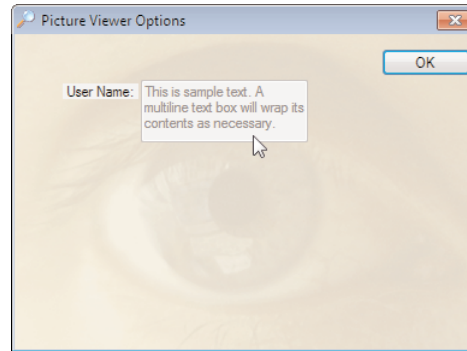 Picture Viewer Options
OK
User Name:
This is sample text. A
multiline text box will wrap its
contents as necessary.